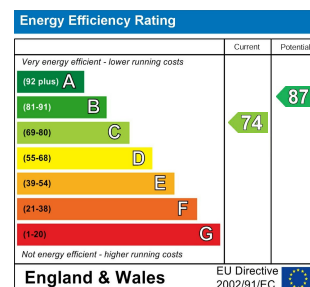 Energy Efficiency Rating
Current Potential
Very energy efficient - lower running costs
(92 plus) A
(81-91) B
(69-80) C
(55-68) D
(39-54) E
(21-38) F
(1-20) G
74
87
Not energy efficient - higher running costs
England & Wales
EU Directive
2002/91/EC